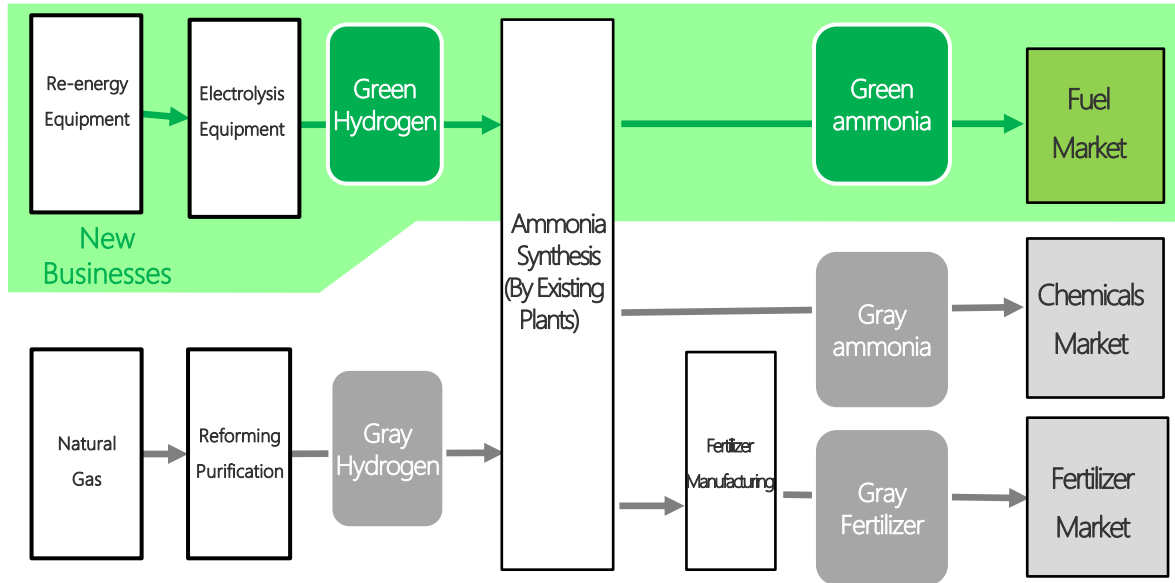 Re-energy
Equipment
Electrolysis
Equipment
Green
Hydrogen
Green
ammonia
Fuel
Market
New
Businesses
Ammonia
Synthesis
(By Existing
Plants)
Gray
ammonia
Chemicals
Market
Natural
Gas
Reforming
Purification
Gray
Hydrogen
Fertilizer
Manufacturing
Gray
Fertilizer
Fertilizer
Market